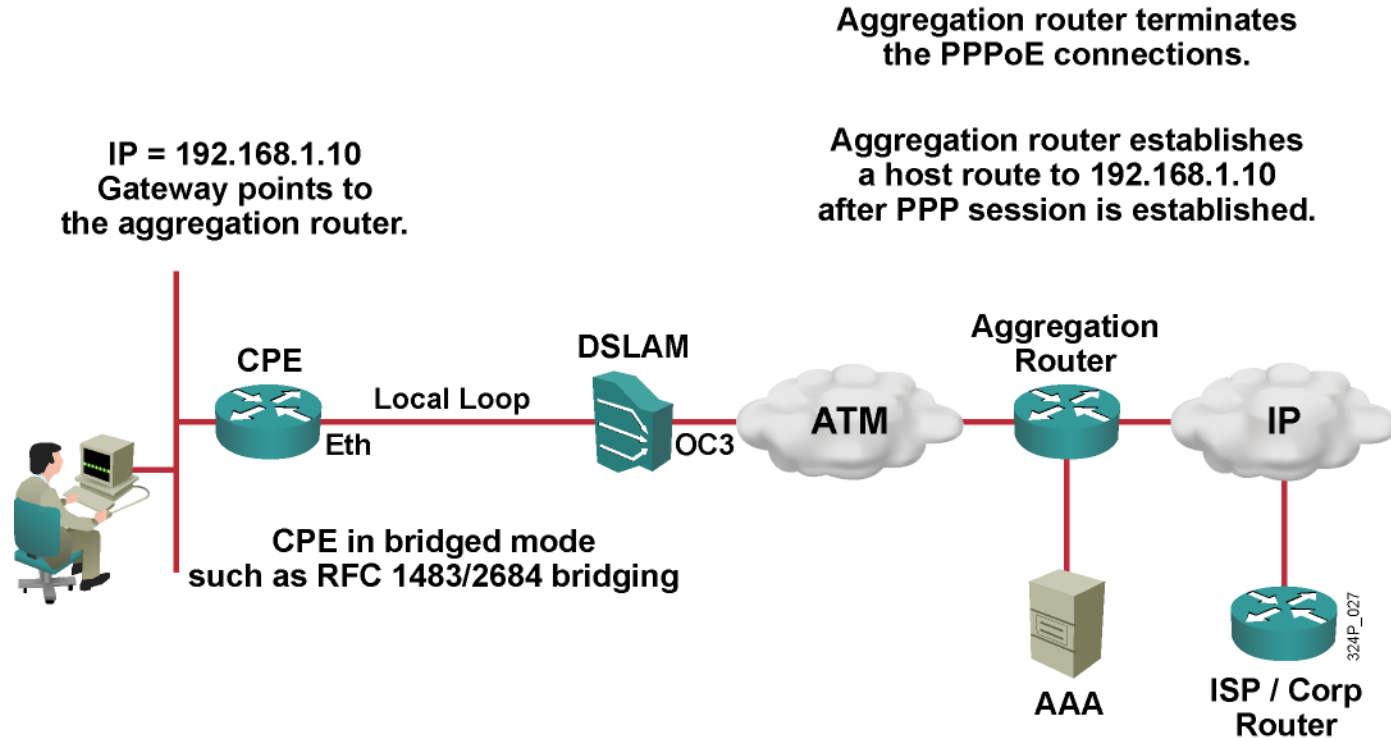 Aggregation router terminates
the PPPoE connections.
IP = 192.168.1.10
Gateway points to
the aggregation router.
Aggregation router establishes
a host route to 192.168.1.10
after PPP session is established.
CPE
Local Loop
Eth
DSLAM
OC3
ATM
Aggregation
Router
IP
CPE in bridged mode
such as RFC 1483/2684 bridging
AAA
ISP / Corp
Router
324P_027